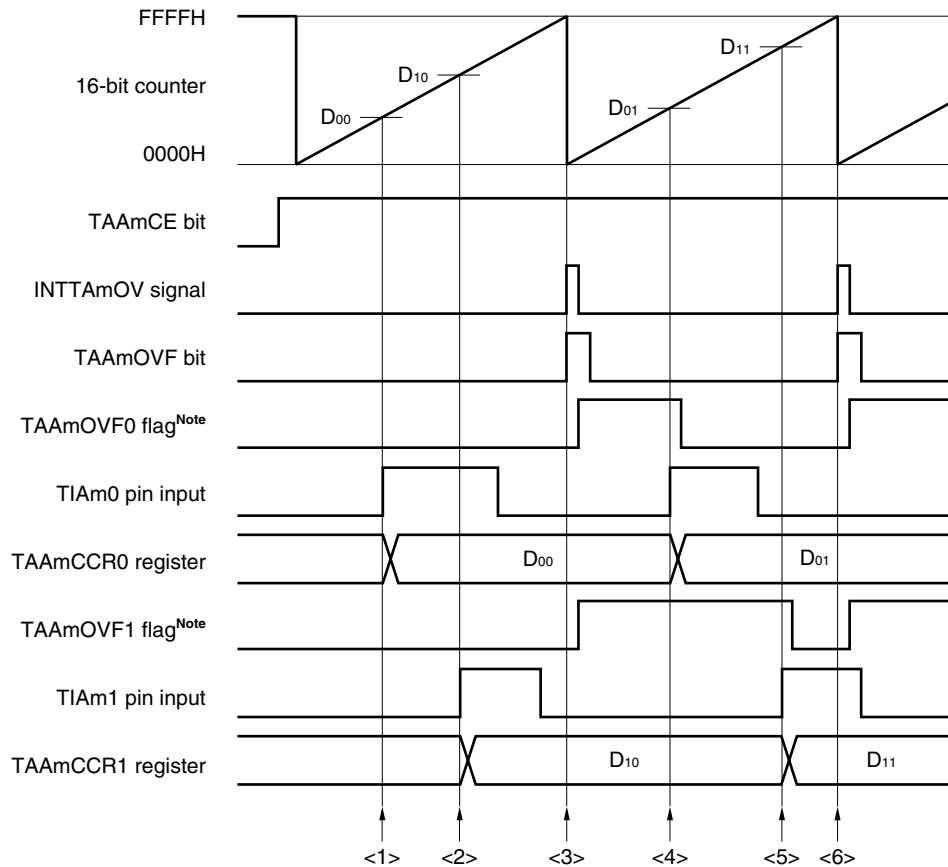 FFFFH
D11
D10
16-bit counter
D01
D00
0000H
TAAmCE bit
INTTAmOV signal
TAAmOVF bit
TAAmOVF0 flagNote
TIAm0 pin input
TAAmCCR0 register
D00
D01
TAAmOVF1 flagNote
TIAm1 pin input
TAAmCCR1 register
D10
D11
<1> <2> <3> <4> <5> <6>